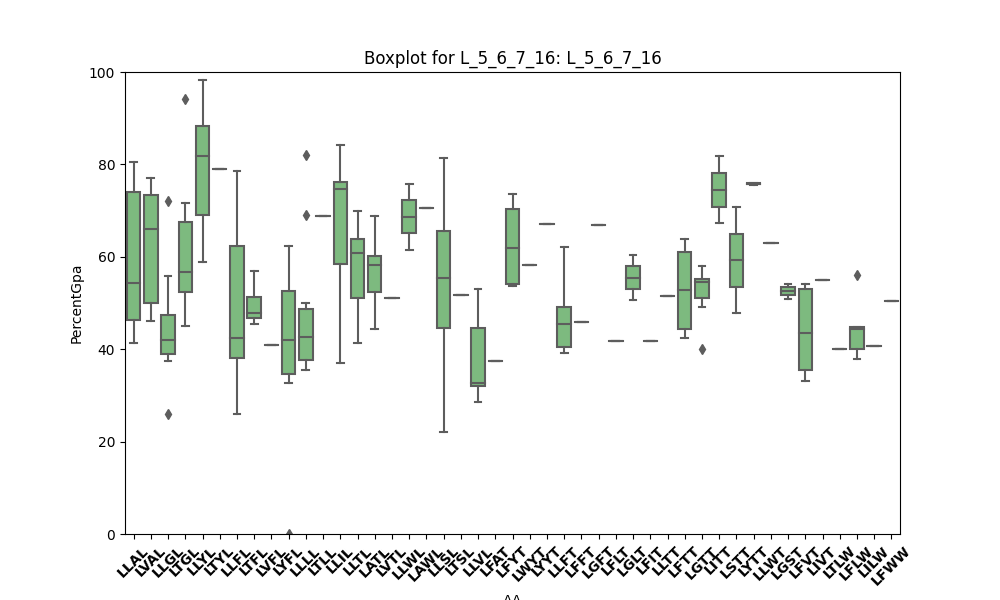 Boxplot for L_5_6_7_16: L_5_6_7_16
100
80
60
40
20
0
PercentGpa
LLAL LVAL LLGL LTGL LLYL LTYL LLFL LTFL LVFL LYFL LLLL LTLL LLIL LLTL LATL LVTL LLWL LAWL LLSL LTSL LLVL LFAT LFYT LWYT LYYT LLFT LFFT LGFT LFLT LGLT LFIT LLTT LFTT LGTT LITT LSTT LYTT LLWT LGST LFVT LIVT LTLW LFLW LILW LFWW